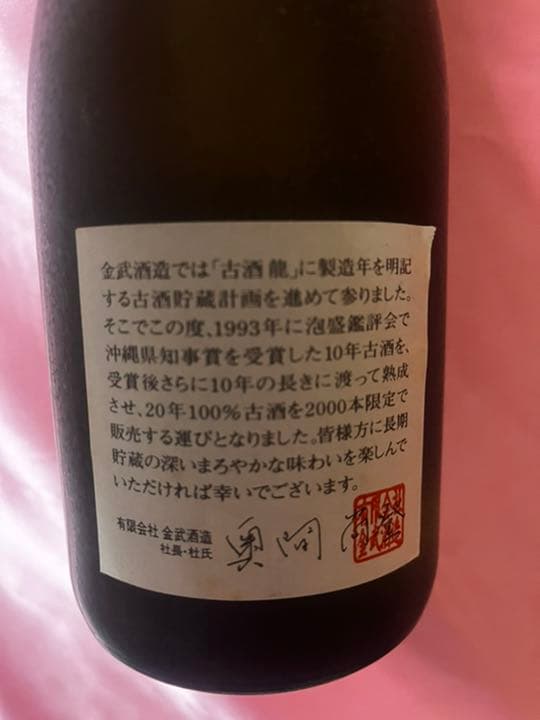 金武酒造では「古酒 龍」に製造年を明記
する古酒貯蔵計画を進めて参りました。
そこでこの度、1993年に泡盛鑑評会で
沖縄県知事賞を受賞した10年古酒を、
受賞後さらに10年の長きに渡って熟成
させ、20年100%古酒を2000本限定で
販売する運びとなりました。皆様方に長期
貯蔵の深いまろやかな味わいを楽しんで
いただければ幸いでございます。
有限会社 金武酒造
社長・杜氏
奥間